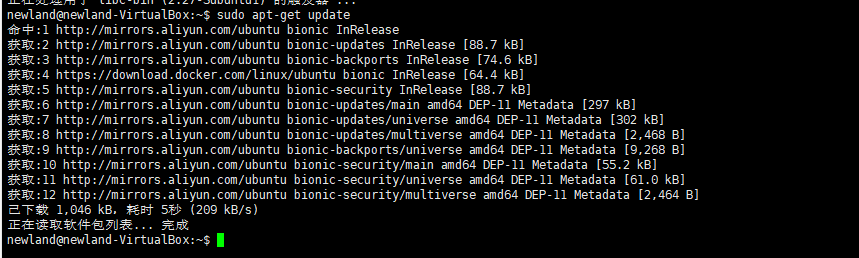 正在处理用于 libc-bin (2.27-3ubuntu1) 的触发器 ...
newland@newland-VirtualBox:~$ sudo apt-get update
命中:1 http://mirrors.aliyun.com/ubuntu bionic InRelease
获取:2 http://mirrors.aliyun.com/ubuntu bionic-updates InRelease [88.7 kB]
获取:3 http://mirrors.aliyun.com/ubuntu bionic-backports InRelease [74.6 kB]
获取:4 https://download.docker.com/linux/ubuntu bionic InRelease [64.4 kB]
获取:5 http://mirrors.aliyun.com/ubuntu bionic-security InRelease [88.7 kB]
获取:6 http://mirrors.aliyun.com/ubuntu bionic-updates/main amd64 DEP-11 Metadata [297 kB]
获取:7 http://mirrors.aliyun.com/ubuntu bionic-updates/universe amd64 DEP-11 Metadata [302 kB]
获取:8 http://mirrors.aliyun.com/ubuntu bionic-updates/multiverse amd64 DEP-11 Metadata [2,468 B]
获取:9 http://mirrors.aliyun.com/ubuntu bionic-backports/universe amd64 DEP-11 Metadata [9,268 B]
获取:10 http://mirrors.aliyun.com/ubuntu bionic-security/main amd64 DEP-11 Metadata [55.2 kB]
获取:11 http://mirrors.aliyun.com/ubuntu bionic-security/universe amd64 DEP-11 Metadata [61.0 kB]
获取:12 http://mirrors.aliyun.com/ubuntu bionic-security/multiverse amd64 DEP-11 Metadata [2,464 B]
已下载 1,046 kB, 耗时 5秒 (209 kB/s)
正在读取软件包列表... 完成
newland@newland-VirtualBox:~$